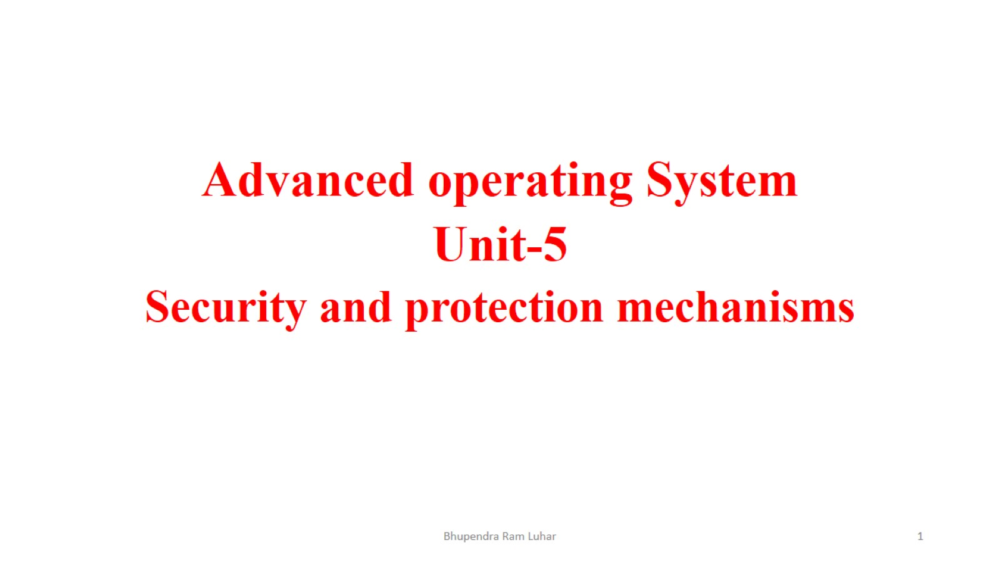 Advanced operating System
Unit-5
Security and protection mechanisms
Bhupendra Ram Luhar
1